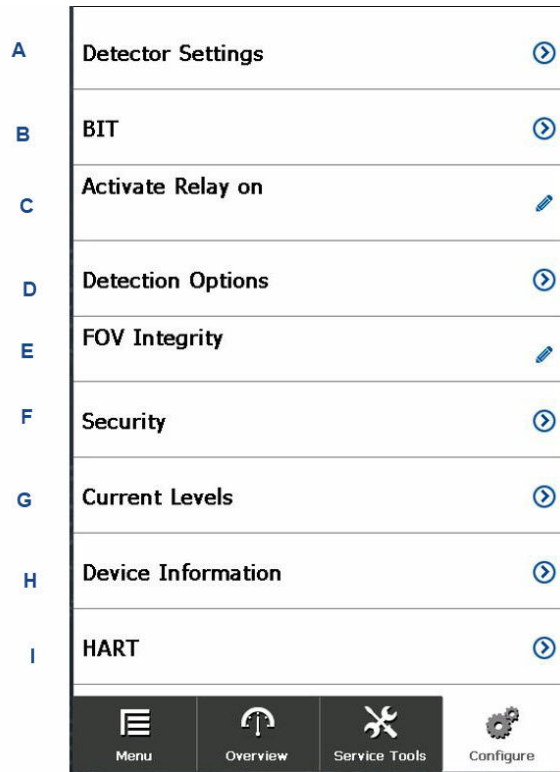 A Detector Settings
B BIT
C Activate Relay on
D Detection Options
E FOV Integrity
F Security
G Current Levels
H Device Information
I HART
Menu Overview Service Tools Configure